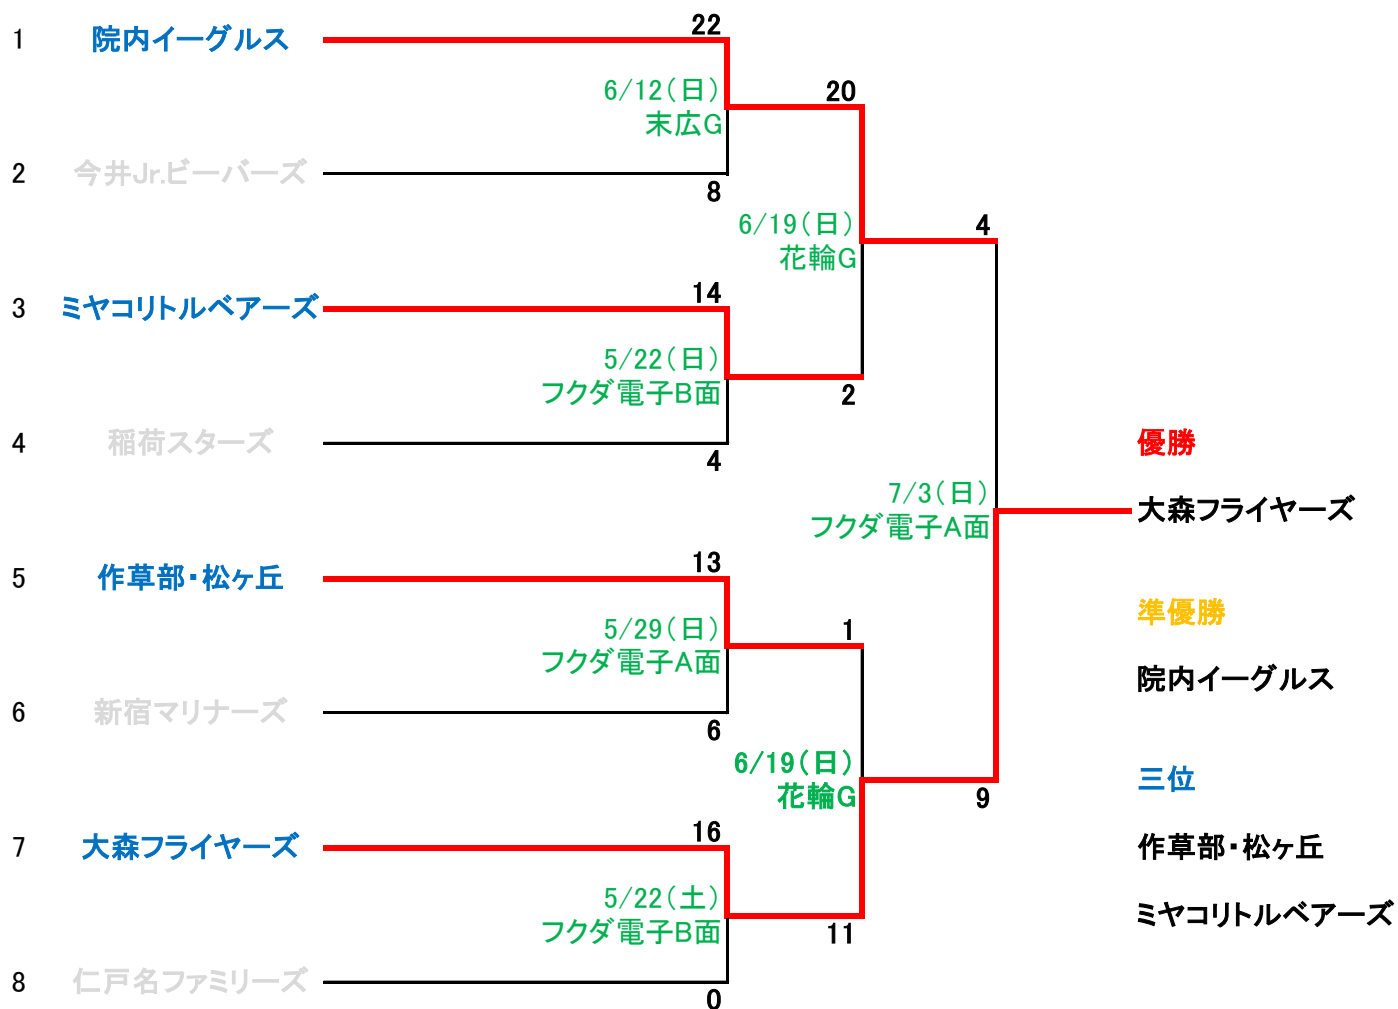 22
1
院内イーグルス
6/12(日)
末広G
20
2
今井Jr.ビーバーズ
8
6/19(日)
花輪G
4
14
3
ミヤコリトルベアーズ
5/22(日)
フクダ電子B面
2
4
稲荷スターズ
4
優勝
7/3(日)
フクダ電子A面
大森フライヤーズ
13
5
作草部・松ヶ丘
5/29(日)
フクダ電子A面
1
準優勝
院内イーグルス
6
新宿マリナーズ
6
6/19(日)
花輪G
9
三位
16
7
大森フライヤーズ
作草部・松ヶ丘
5/22(土)
フクダ電子B面
11
ミヤコリトルベアーズ
8
仁戸名ファミリーズ
0